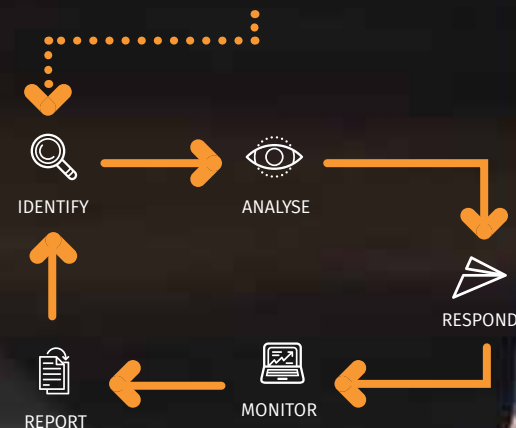 IDENTIFY
ANALYSE
RESPOND
MONITOR
REPORT